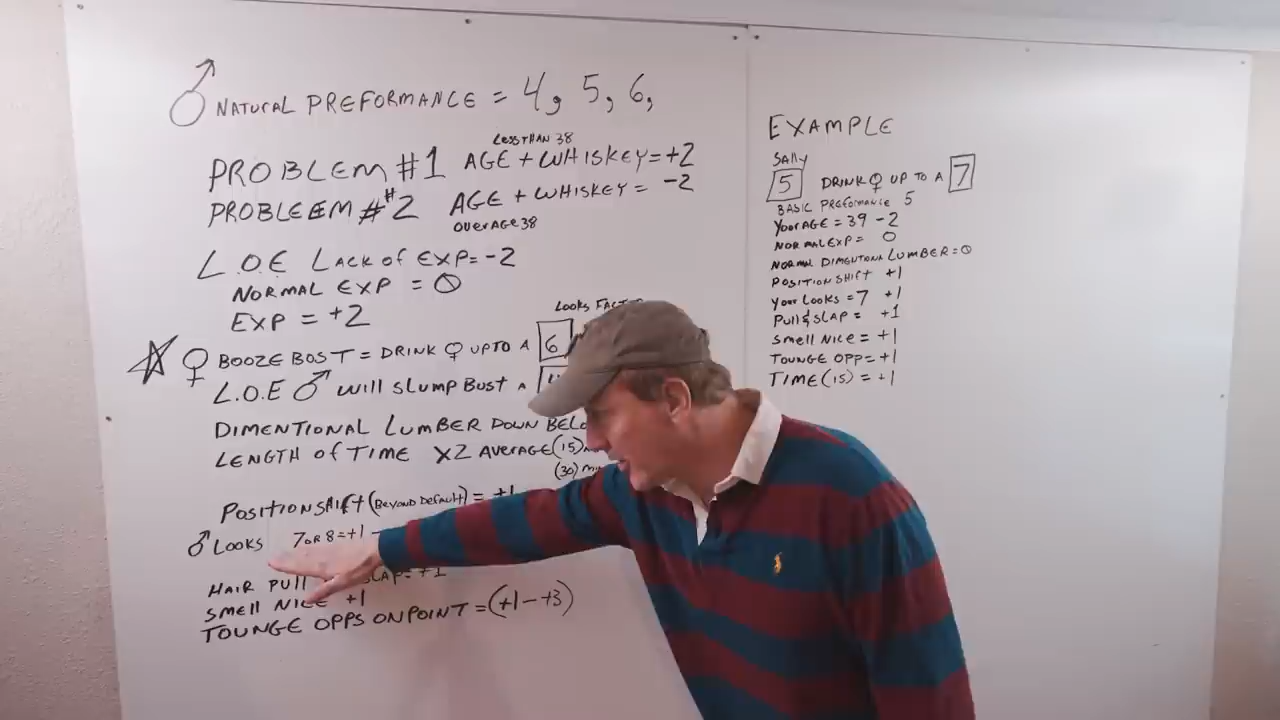 ♂ NATURAL PREFORMANCE = 4, 5, 6,
LESS THAN 38
PROBLEM #1 AGE + WHISKEY = +2
PROBLEEM #2 AGE + WHISKEY = -2
OVER AGE 38
L.O.E LACK OF EXP = -2
NORMAL EXP = 0
EXP = +2
LOOKS
♀ BOOZE BOST = DRINK ♀ UP TO A 6
L.O.E ♂ WILL SLUMP BUST A
DIMENTIONAL LUMBER DOWN
LENGTH OF TIME X2 AVERAGE (15)
(30)
POSITION SHIFT (BEYOND DEFAULT) = +1
♂ LOOKS 7 OR 8 = +1
HAIR PULL = +1
SMELL NICE +1
TOUNGE OPPS ON POINT = (+1 - +3)
EXAMPLE
SALLY
5 DRINK ♀ UP TO A 7
BASIC PREFORMANCE 5
YOUR AGE = 39 -2
NORMAL EXP = 0
NORMAL DIMENTIONAL LUMBER = 0
POSITION SHIFT +1
YOUR LOOKS = 7 +1
PULL & SLAP = +1
SMELL NICE = +1
TOUNGE OPP = +1
TIME (15) = +1